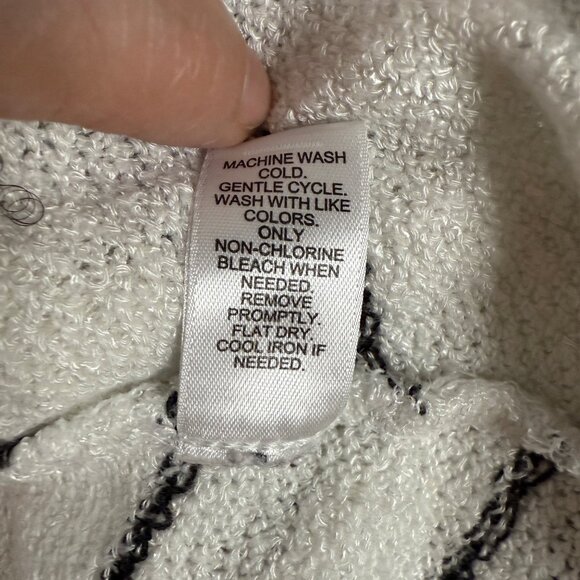 MACHINE WASH
COLD.
GENTLE CYCLE.
WASH WITH LIKE
COLORS.
ONLY
NON-CHLORINE
BLEACH WHEN
NEEDED.
REMOVE
PROMPTLY.
FLAT DRY.
COOL IRON IF
NEEDED.